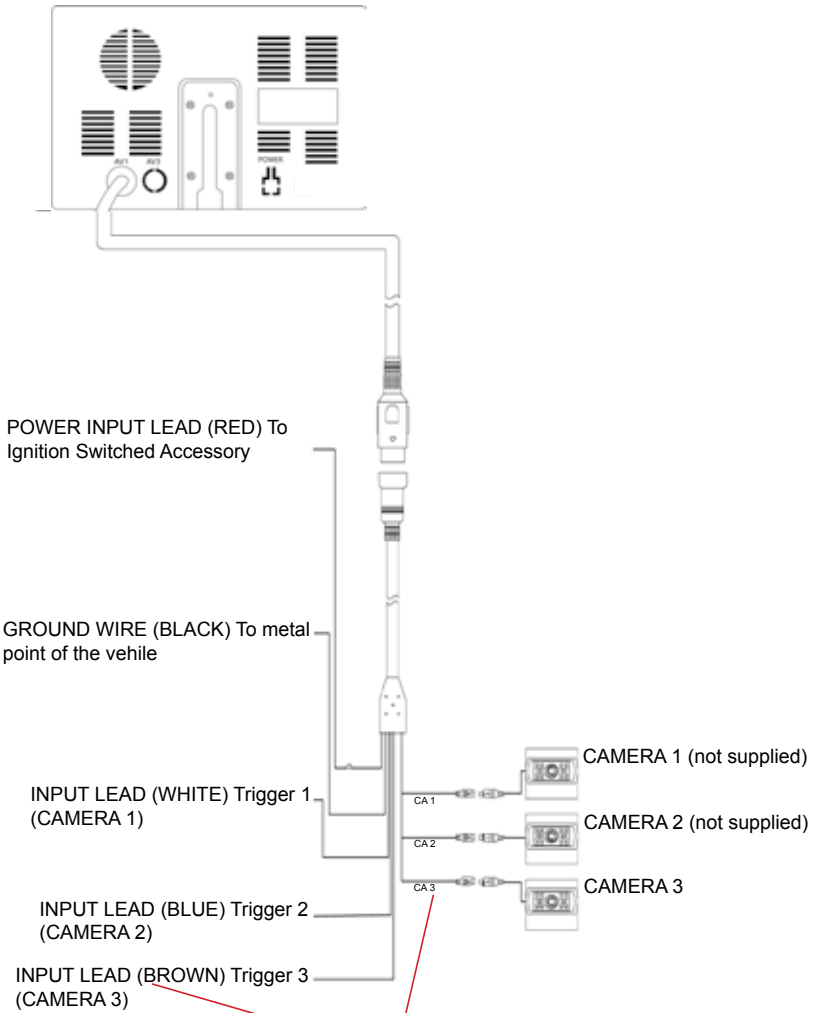 AV1 AV3
POWER
POWER INPUT LEAD (RED) To
Ignition Switched Accessory
GROUND WIRE (BLACK) To metal
point of the vehile
INPUT LEAD (WHITE) Trigger 1
(CAMERA 1)
INPUT LEAD (BLUE) Trigger 2
(CAMERA 2)
INPUT LEAD (BROWN) Trigger 3
(CAMERA 3)
CA 1
CAMERA 1 (not supplied)
CA 2
CAMERA 2 (not supplied)
CA 3
CAMERA 3